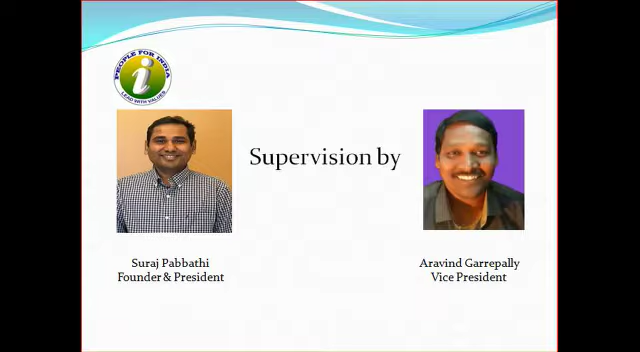 PEOPLE FOR INDIA
i
LEAD WITH VALUES
Supervision by
Suraj Pabbathi
Founder & President
Aravind Garrepally
Vice President